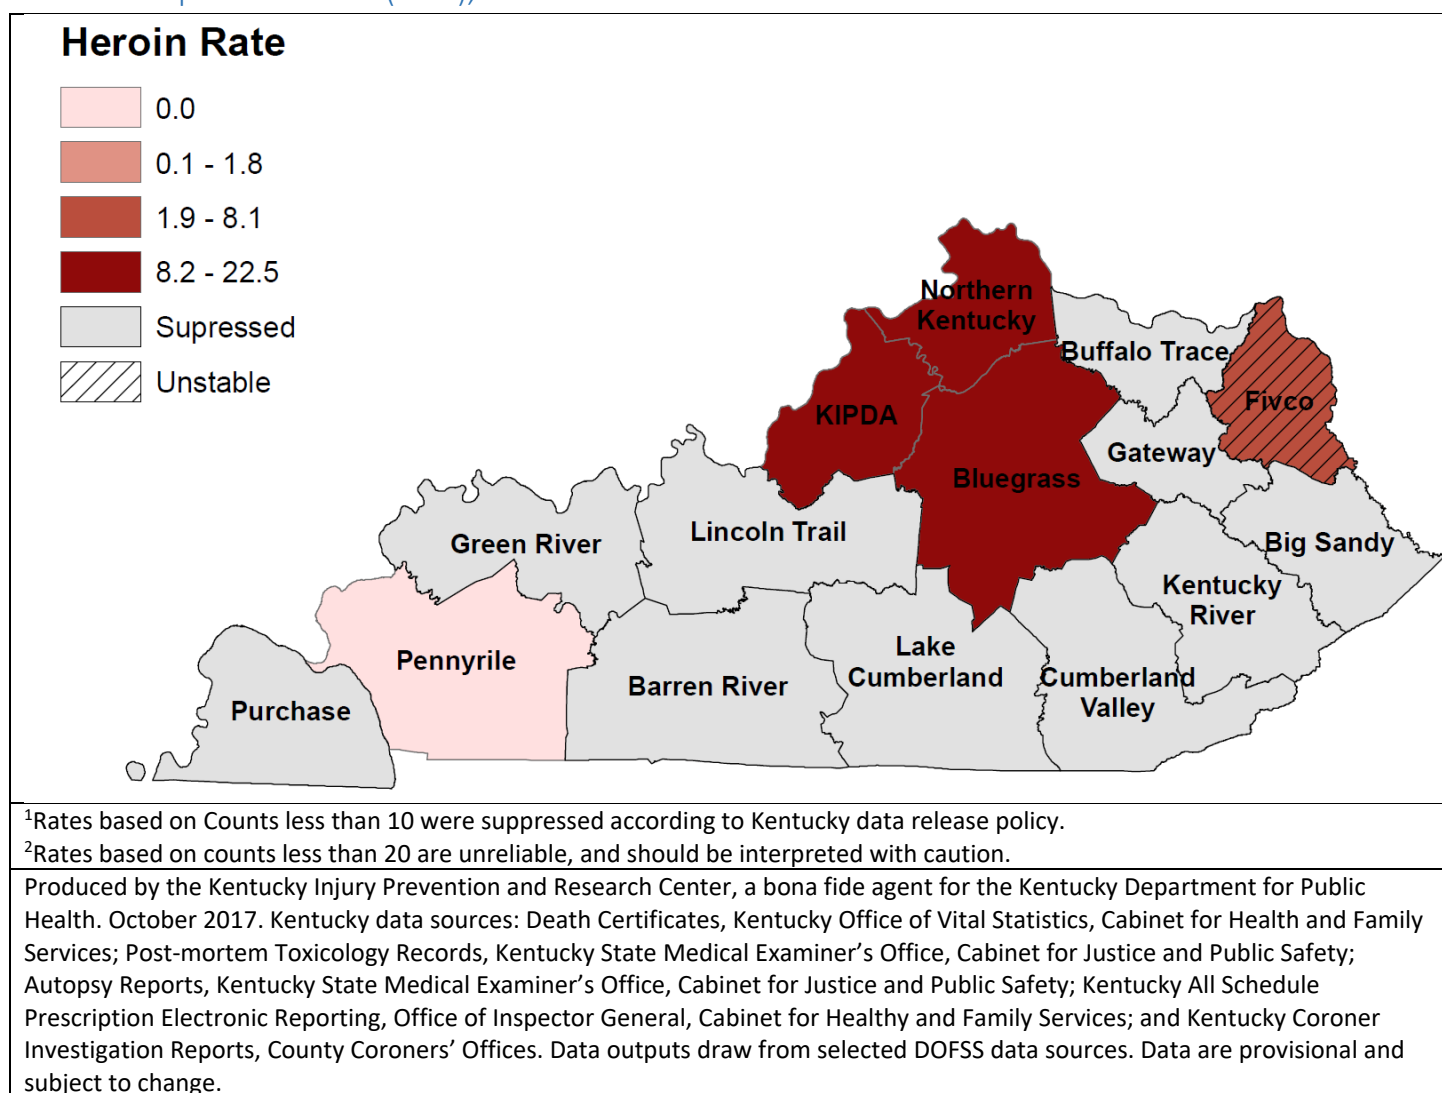 Heroin Rate
0.0
0.1 - 1.8
1.9 - 8.1
8.2 - 22.5
Supressed
Unstable
Northern
Kentucky
Buffalo Trace
Fivco
KIPDA
Gateway
Bluegrass
Lincoln Trail
Green River
Big Sandy
Kentucky
River
Lake
Cumberland
Pennyrile
Barren River
Cumberland
Valley
Purchase
¹Rates based on Counts less than 10 were suppressed according to Kentucky data release policy.
²Rates based on counts less than 20 are unreliable, and should be interpreted with caution.
Produced by the Kentucky Injury Prevention and Research Center, a bona fide agent for the Kentucky Department for Public
Health. October 2017. Kentucky data sources: Death Certificates, Kentucky Office of Vital Statistics, Cabinet for Health and Family
Services; Post-mortem Toxicology Records, Kentucky State Medical Examiner’s Office, Cabinet for Justice and Public Safety;
Autopsy Reports, Kentucky State Medical Examiner’s Office, Cabinet for Justice and Public Safety; Kentucky All Schedule
Prescription Electronic Reporting, Office of Inspector General, Cabinet for Healthy and Family Services; and Kentucky Coroner
Investigation Reports, County Coroners’ Offices. Data outputs draw from selected DOFSS data sources. Data are provisional and
subject to change.